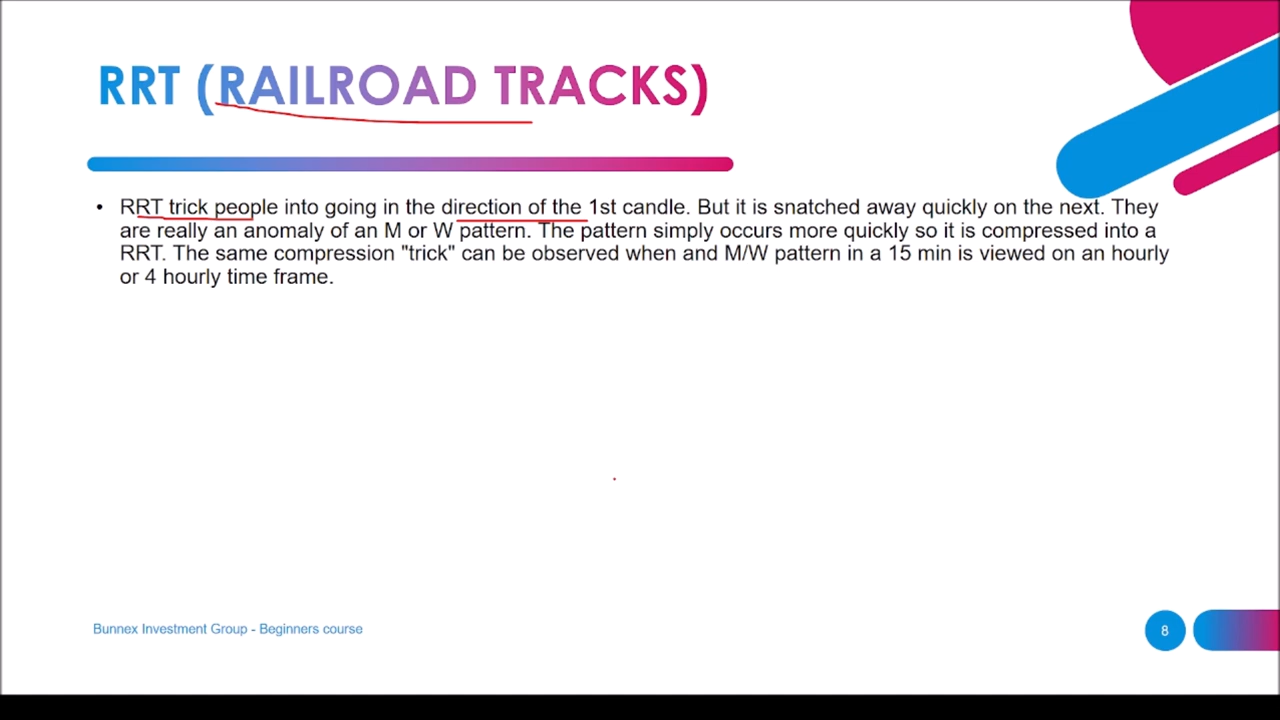 RRT (RAILROAD TRACKS)
• RRT trick people into going in the direction of the 1st candle. But it is snatched away quickly on the next. They
are really an anomaly of an M or W pattern. The pattern simply occurs more quickly so it is compressed into a
RRT. The same compression "trick" can be observed when and M/W pattern in a 15 min is viewed on an hourly
or 4 hourly time frame.
Bunnex Investment Group - Beginners course
8